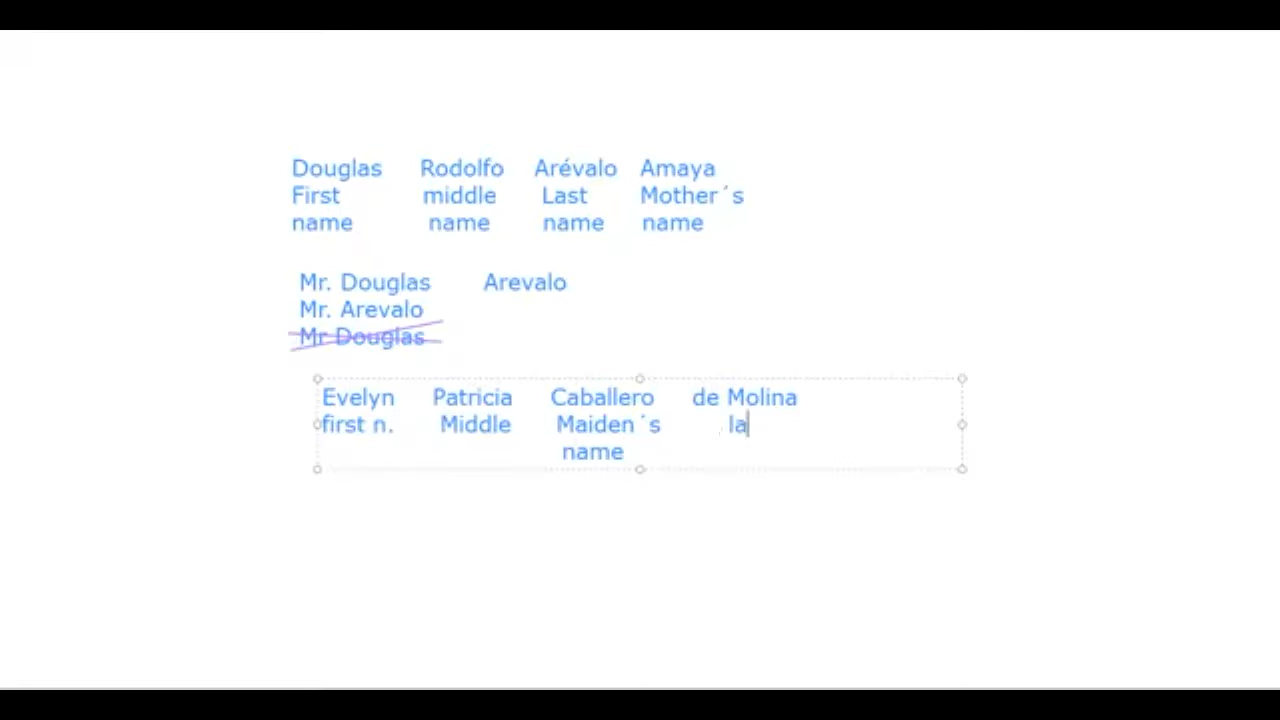 Douglas Rodolfo Arévalo Amaya
First middle Last Mother´s
name name name name
Mr. Douglas Arevalo
Mr. Arevalo
Mr Douglas
Evelyn Patricia Caballero de Molina
first n. Middle Maiden´s la
name